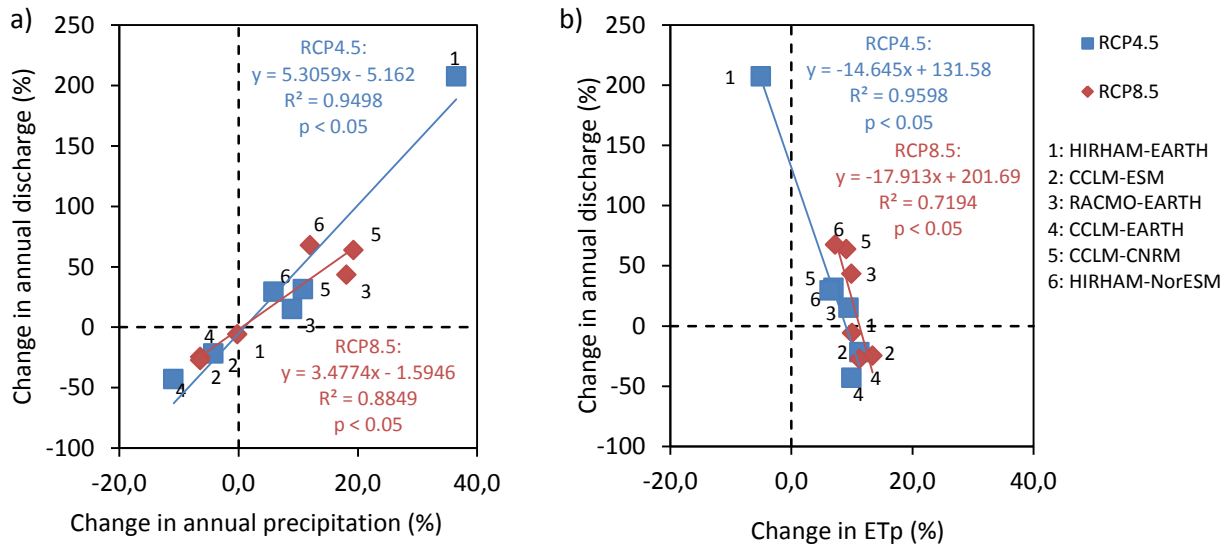 a)
250
200
150
100
50
0
-50
-100
-20,0
0,0
20,0
40,0
Change in annual discharge (%)
Change in annual precipitation (%)
RCP4.5:
y = 5.3059x - 5.162
R² = 0.9498
p < 0.05
1
6
5
6
5
3
3
4
1
2
2
4
RCP8.5:
y = 3.4774x - 1.5946
R² = 0.8849
p < 0.05
b)
250
200
150
100
50
0
-50
-100
-20,0
0,0
20,0
40,0
Change in annual discharge (%)
Change in ETp (%)
RCP4.5:
y = -14.645x + 131.58
R² = 0.9598
p < 0.05
RCP8.5:
y = -17.913x + 201.69
R² = 0.7194
p < 0.05
1
6
5
5
3
6
3
1
2
2
4
4
RCP4.5
RCP8.5
1: HIRHAM-EARTH
2: CCLM-ESM
3: RACMO-EARTH
4: CCLM-EARTH
5: CCLM-CNRM
6: HIRHAM-NorESM